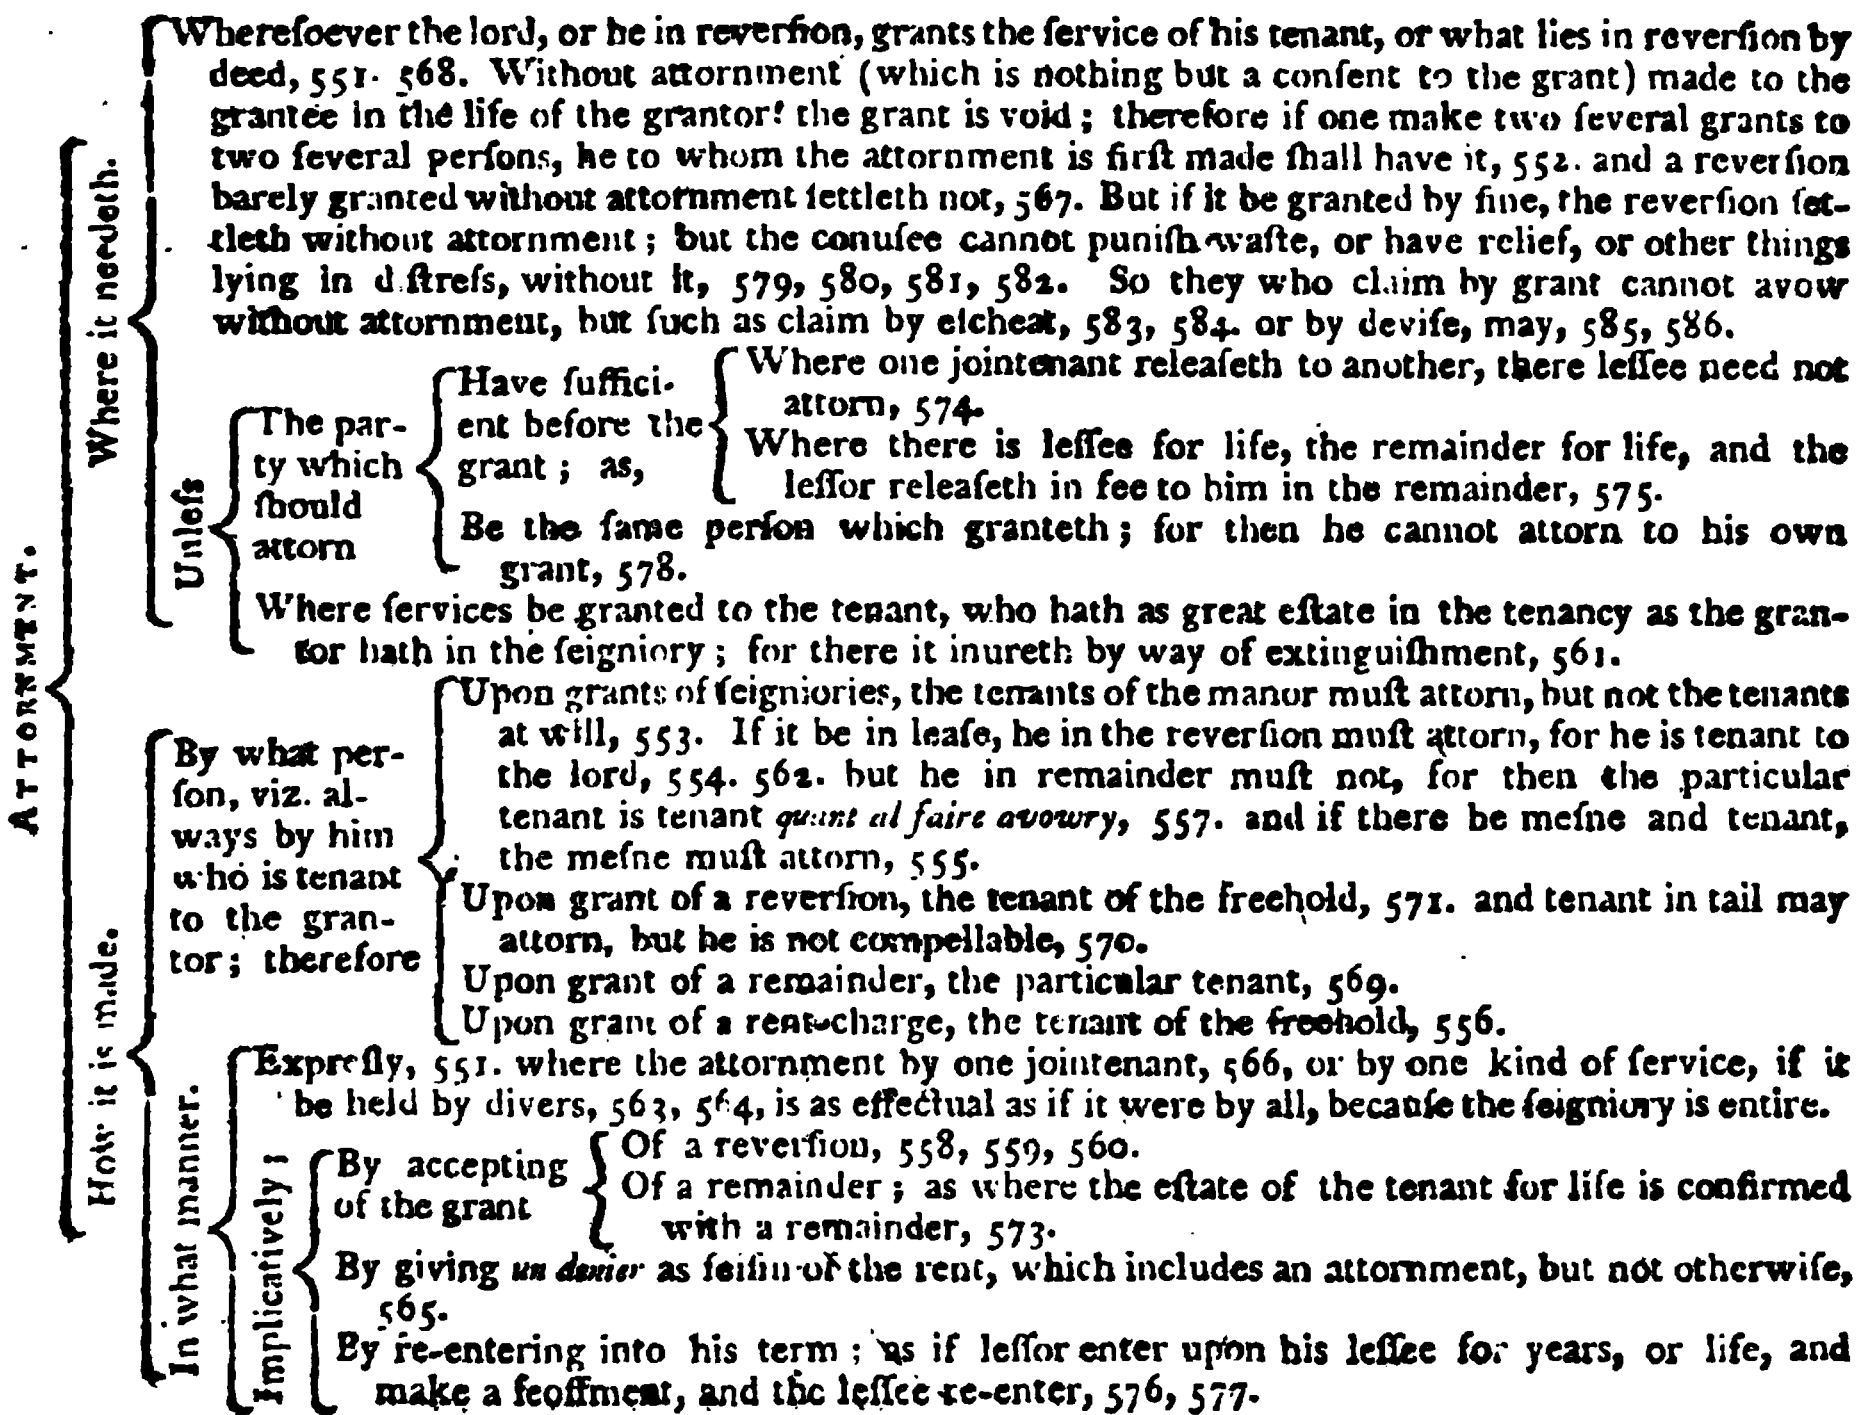 ATTORNMENT.
Where it needeth.
Whereſoever the lord, or he in reverſion, grants the ſervice of his tenant, or what lies in reverſion by
deed, 551. 568. Without attornment (which is nothing but a conſent to the grant) made to the
grantee in the life of the grantor: the grant is void; therefore if one make two ſeveral grants to
two ſeveral perſons, he to whom the attornment is firſt made ſhall have it, 552. and a reverſion
barely granted without attornment ſettleth not, 567. But if it be granted by fine, the reverſion ſet-
tleth without attornment; but the conuſee cannot puniſh waſte, or have relief, or other things
lying in diſtreſs, without it, 579, 580, 581, 582. So they who claim by grant cannot avow
without attornment, but ſuch as claim by eſcheat, 583, 584. or by deviſe, may, 585, 586.
Unleſs
The par-
ty which
ſhould
attorn
Have ſuffici-
ent before the
grant; as,
Where one jointenant releaſeth to another, there leſſee need not
attorn, 574.
Where there is leſſee for life, the remainder for life, and the
leſſor releaſeth in fee to him in the remainder, 575.
Be the ſame perſon which granteth; for then he cannot attorn to his own
grant, 578.
Where ſervices be granted to the tenant, who hath as great eſtate in the tenancy as the gran-
tor hath in the ſeigniory; for there it inureth by way of extinguiſhment, 561.
How it is made.
By what per-
ſon, viz. al-
ways by him
who is tenant
to the gran-
tor; therefore
Upon grants of ſeigniories, the tenants of the manor muſt attorn, but not the tenants
at will, 553. If it be in leaſe, he in the reverſion muſt attorn, for he is tenant to
the lord, 554. 562. but he in remainder muſt not, for then the particular
tenant is tenant quant al faire avowry, 557. and if there be meſne and tenant,
the meſne muſt attorn, 555.
Upon grant of a reverſion, the tenant of the freehold, 571. and tenant in tail may
attorn, but he is not compellable, 570.
Upon grant of a remainder, the particular tenant, 569.
Upon grant of a rent-charge, the tenant of the freehold, 556.
In what manner.
Expreſly, 551. where the attornment by one jointenant, 566, or by one kind of ſervice, if it
be held by divers, 563, 564, is as effectual as if it were by all, becauſe the ſeigniory is entire.
Implicatively;
By accepting
of the grant
Of a reverſion, 558, 559, 560.
Of a remainder; as where the eſtate of the tenant for life is confirmed
with a remainder, 573.
By giving un denier as ſeiſin of the rent, which includes an attornment, but not otherwiſe,
565.
By re-entering into his term; as if leſſor enter upon his leſſee for years, or life, and
make a feoffment, and the leſſee re-enter, 576, 577.